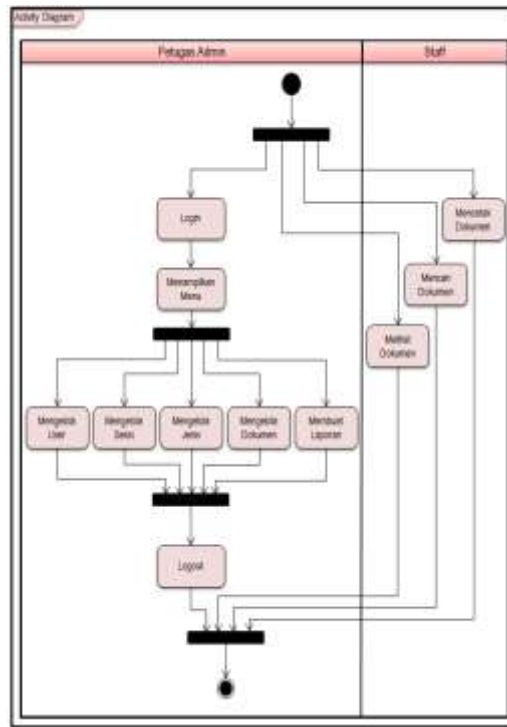 Activity Diagram
Petugas Admin
Staff
Login
Mencetak
Dokumen
Menampilkan
Menu
Mencari
Dokumen
Melihat
Dokumen
Mengelola
User
Mengelola
Mengelola
Jenis
Mengelola
Dokumen
Membuat
Laporan
Logout